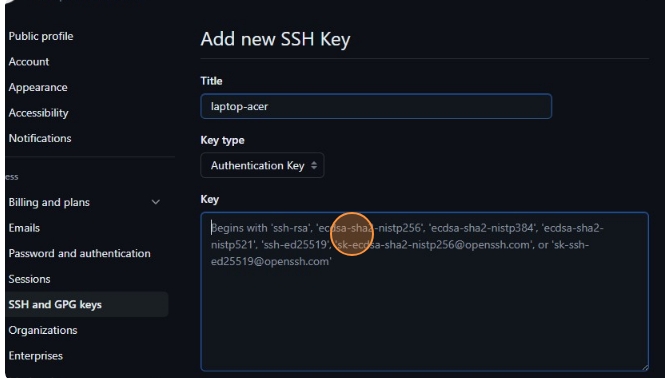 Public profile
Account
Appearance
Accessibility
Notifications
ess
Billing and plans
Emails
Password and authentication
Sessions
SSH and GPG keys
Organizations
Enterprises
Add new SSH Key
Title
laptop-acer
Key type
Authentication Key
Key
Begins with 'ssh-rsa', 'ecdsa-sha2-nistp256', 'ecdsa-sha2-nistp384', 'ecdsa-sha2-
nistp521', 'ssh-ed25519', 'sk-ecdsa-sha2-nistp256@openssh.com', or 'sk-ssh-
ed25519@openssh.com'